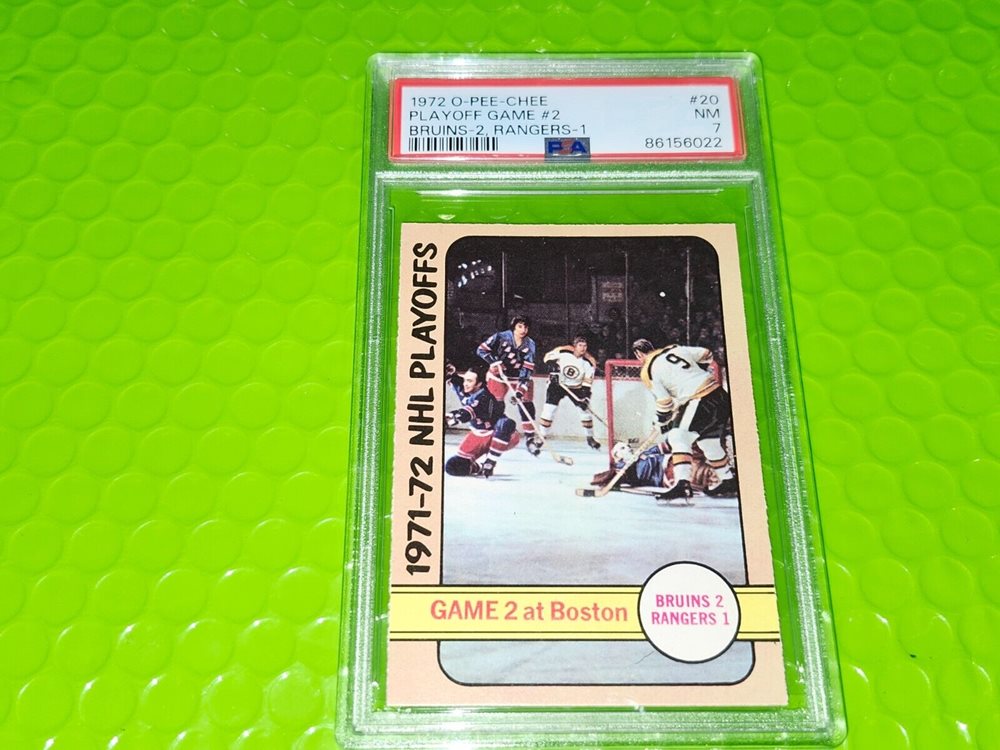 1972 O-PEE-CHEE #20
PLAYOFF GAME #2 NM
BRUINS-2, RANGERS-1 7
PSA 86156022
1971-72 NHL PLAYOFFS
B
9
GAME 2 at Boston
BRUINS 2
RANGERS 1